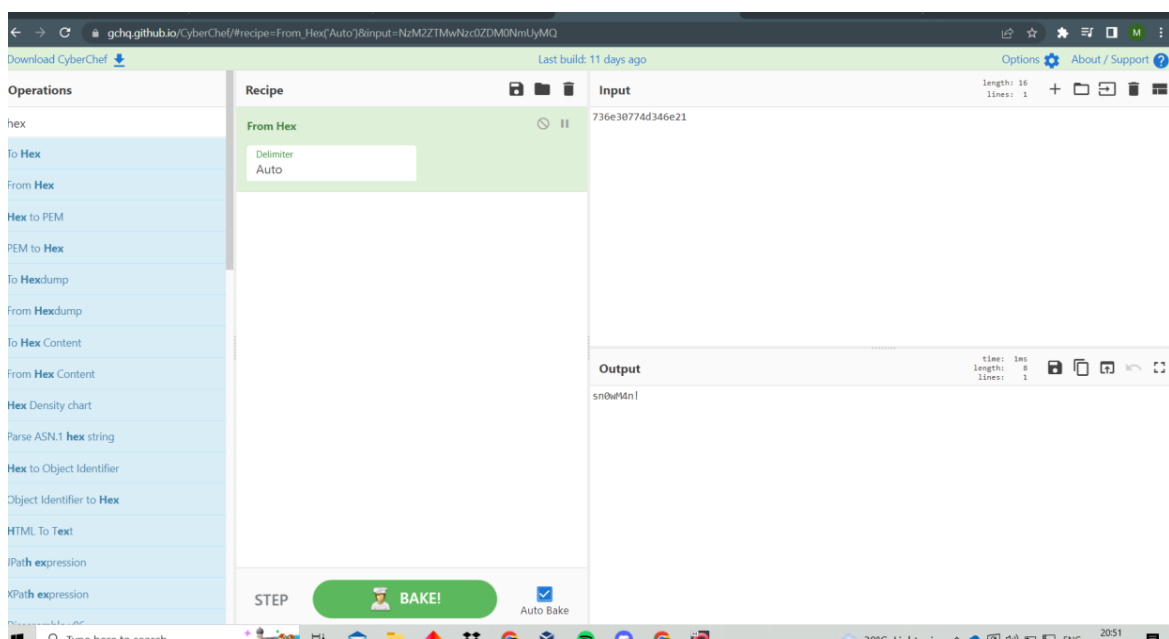 gchq.github.io/CyberChef/#recipe=From_Hex('Auto')&input=NzM2ZTMwNzc0ZDM0NmUyMQ
M
Download CyberChef
Last build: 11 days ago
Options
About / Support
Operations
Recipe
Input
length: 16
lines: 1
hex
To Hex
From Hex
Hex to PEM
PEM to Hex
To Hexdump
From Hexdump
To Hex Content
From Hex Content
Hex Density chart
Parse ASN.1 hex string
Hex to Object Identifier
Object Identifier to Hex
HTML To Text
JPath expression
XPath expression
From Hex
Delimiter
Auto
STEP
BAKE!
Auto Bake
736e30774d346e21
Output
time: 1ms
length: 8
lines: 1
sn0wM4n!
Type here to search
20:51